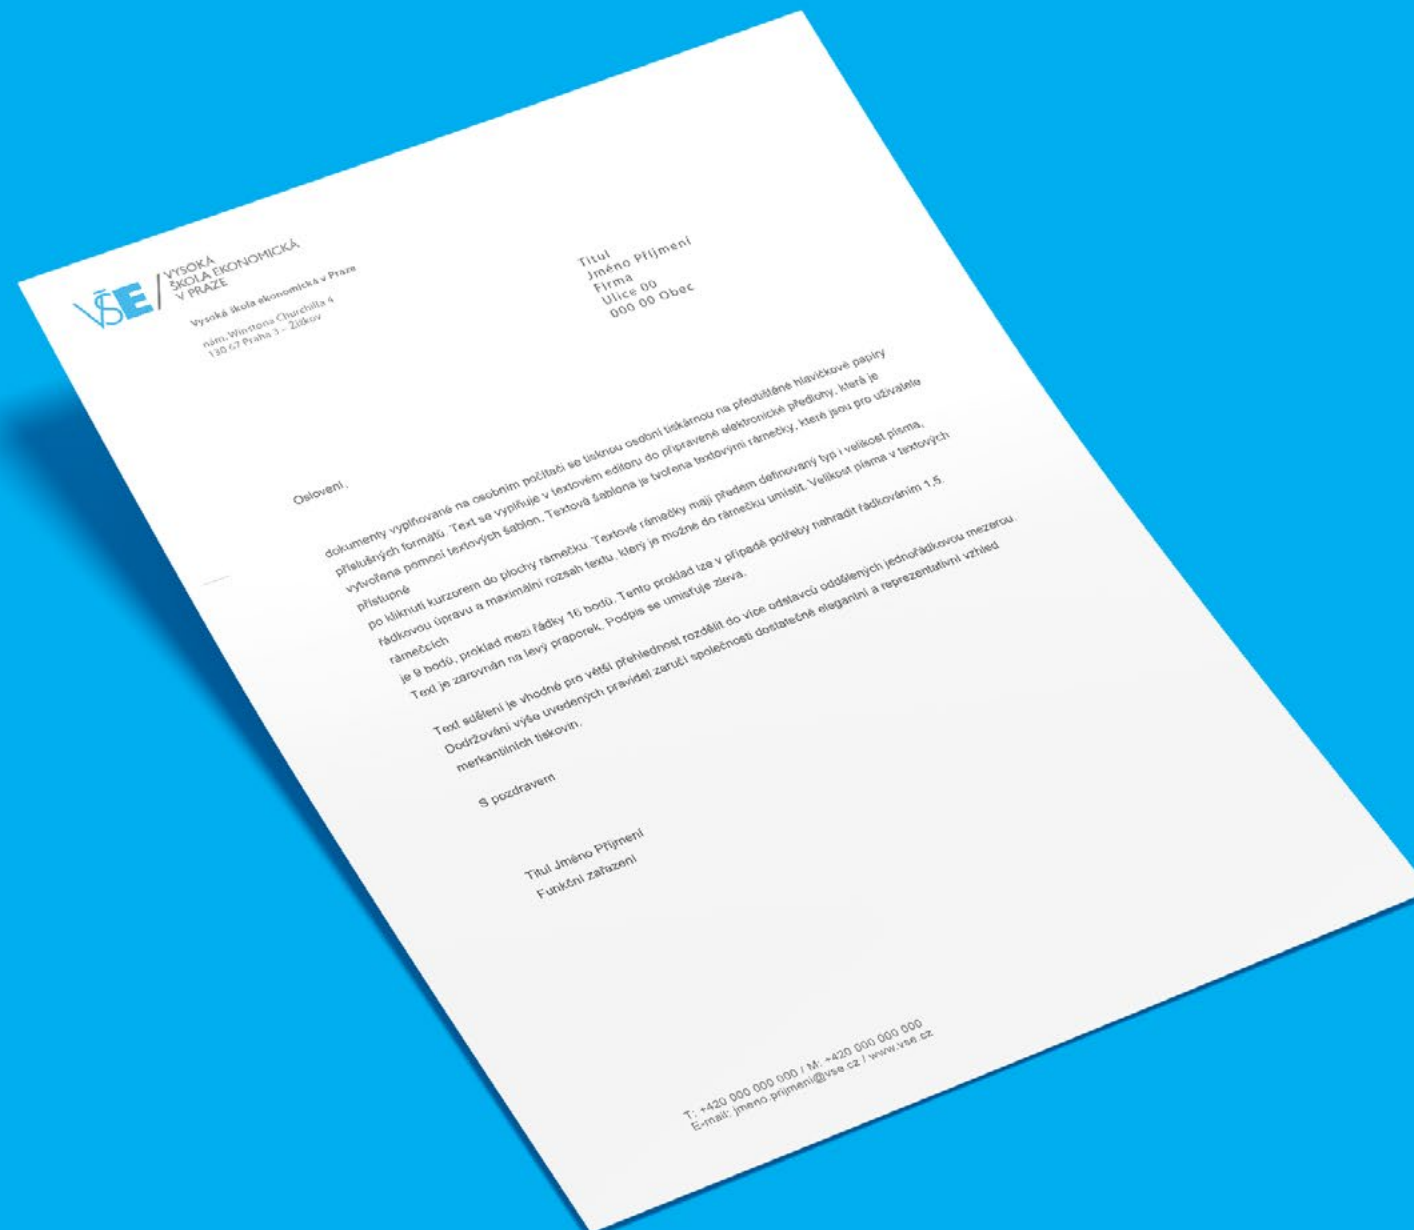 VŠE
VYSOKÁ
ŠKOLA EKONOMICKÁ
V PRAZE
Vysoká škola ekonomická v Praze
nám. Winstona Churchilla 4
130 67 Praha 3 – Žižkov
Titul
Jméno Příjmení
Firma
Ulice 00
000 00 Obec
Oslovení,
dokumenty vyplňované na osobním počítači se tisknou osobní tiskárnou na předtištěné hlavičkové papíry
příslušných formátů. Text se vyplňuje v textovém editoru do připravené elektronické předlohy, která je
vytvořena pomocí textových šablon. Textová šablona je tvořena textovými rámečky, které jsou pro uživatele
přístupné
po kliknutí kurzorem do plochy rámečku. Textové rámečky mají předem definovaný typ i velikost písma,
řádkovou úpravu a maximální rozsah textu, který je možné do rámečku umístit. Velikost písma v textových
rámečcích
je 9 bodů, proklad mezi řádky 16 bodů. Tento proklad lze v případě potřeby nahradit řádkováním 1,5.
Text je zarovnán na levý praporek. Podpis se umisťuje zleva.
Text sdělení je vhodné pro větší přehlednost rozdělit do více odstavců oddělených jednořádkovou mezerou.
Dodržování výše uvedených pravidel zaručí společnosti dostatečně elegantní a reprezentativní vzhled
merkantilních tiskovin.
S pozdravem
Titul Jméno Příjmení
Funkční zařazení
T: +420 000 000 000 / M: +420 000 000 000
E-mail: jmeno.prijmeni@vse.cz / www.vse.cz